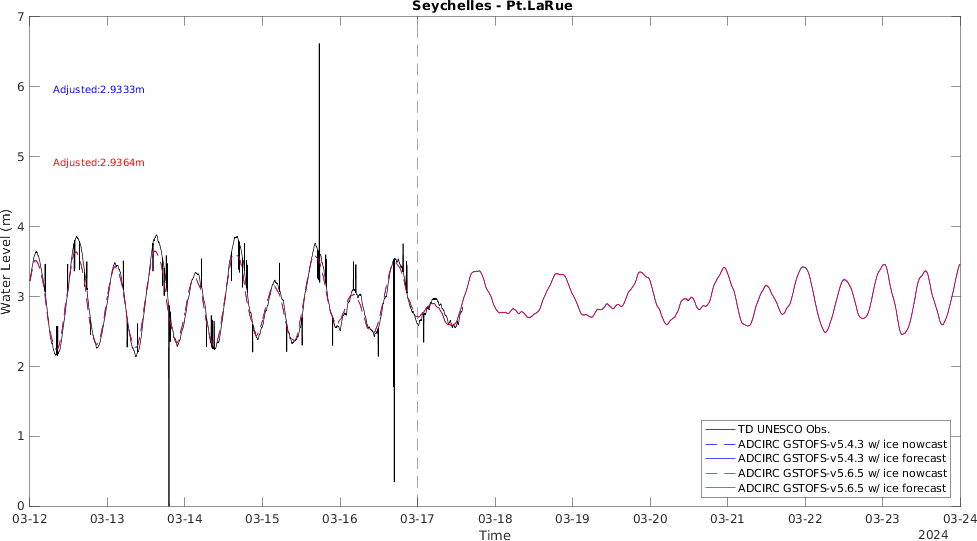 Seychelles - Pt.LaRue
7
6
5
4
3
2
1
0
Water Level (m)
Adjusted:2.9333m
Adjusted:2.9364m
TD UNESCO Obs.
ADCIRC GSTOFS-v5.4.3 w/ ice nowcast
ADCIRC GSTOFS-v5.4.3 w/ ice forecast
ADCIRC GSTOFS-v5.6.5 w/ ice nowcast
ADCIRC GSTOFS-v5.6.5 w/ ice forecast
03-12 03-13 03-14 03-15 03-16 03-17 03-18 03-19 03-20 03-21 03-22 03-23 03-24
Time
2024